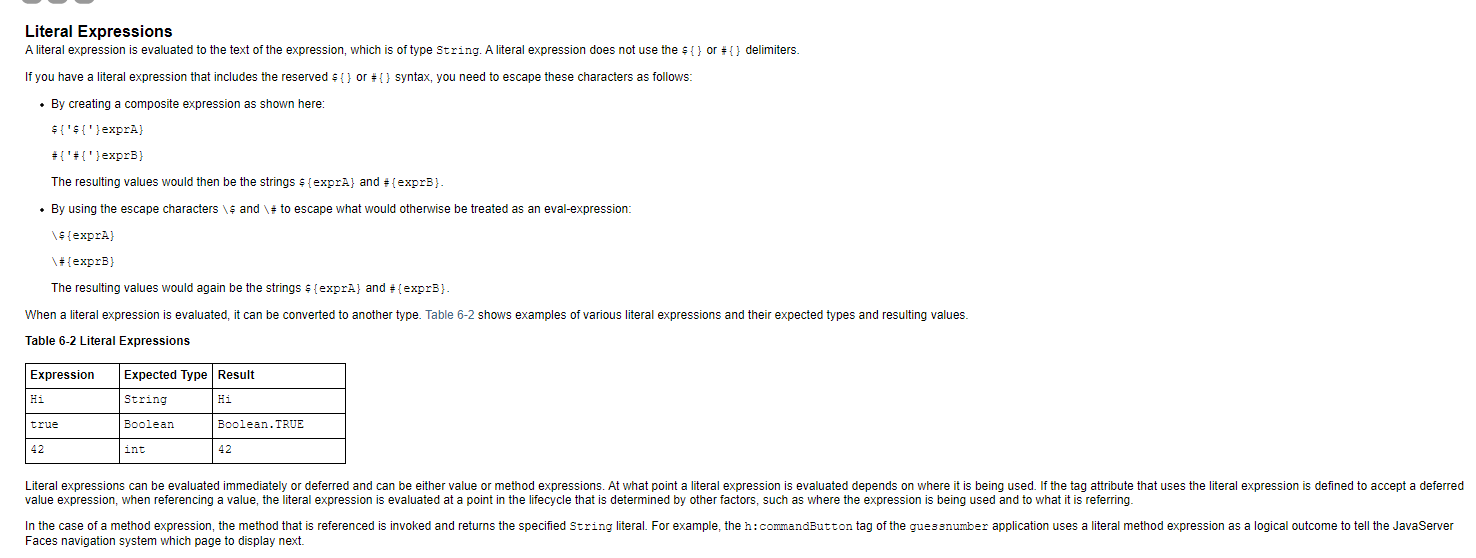 Literal Expressions
A literal expression is evaluated to the text of the expression, which is of type String. A literal expression does not use the ${} or #{} delimiters.
If you have a literal expression that includes the reserved ${} or #{} syntax, you need to escape these characters as follows:
• By creating a composite expression as shown here:
${'${'}exprA}
#{'#{'}exprB}
The resulting values would then be the strings ${exprA} and #{exprB}.
• By using the escape characters \$ and \# to escape what would otherwise be treated as an eval-expression:
\${exprA}
\#{exprB}
The resulting values would again be the strings ${exprA} and #{exprB}.
When a literal expression is evaluated, it can be converted to another type. Table 6-2 shows examples of various literal expressions and their expected types and resulting values.
Table 6-2 Literal Expressions
Expression Expected Type Result
Hi String Hi
true Boolean Boolean.TRUE
42 int 42
Literal expressions can be evaluated immediately or deferred and can be either value or method expressions. At what point a literal expression is evaluated depends on where it is being used. If the tag attribute that uses the literal expression is defined to accept a deferred
value expression, when referencing a value, the literal expression is evaluated at a point in the lifecycle that is determined by other factors, such as where the expression is being used and to what it is referring.
In the case of a method expression, the method that is referenced is invoked and returns the specified String literal. For example, the h:commandButton tag of the guessnumber application uses a literal method expression as a logical outcome to tell the JavaServer
Faces navigation system which page to display next.